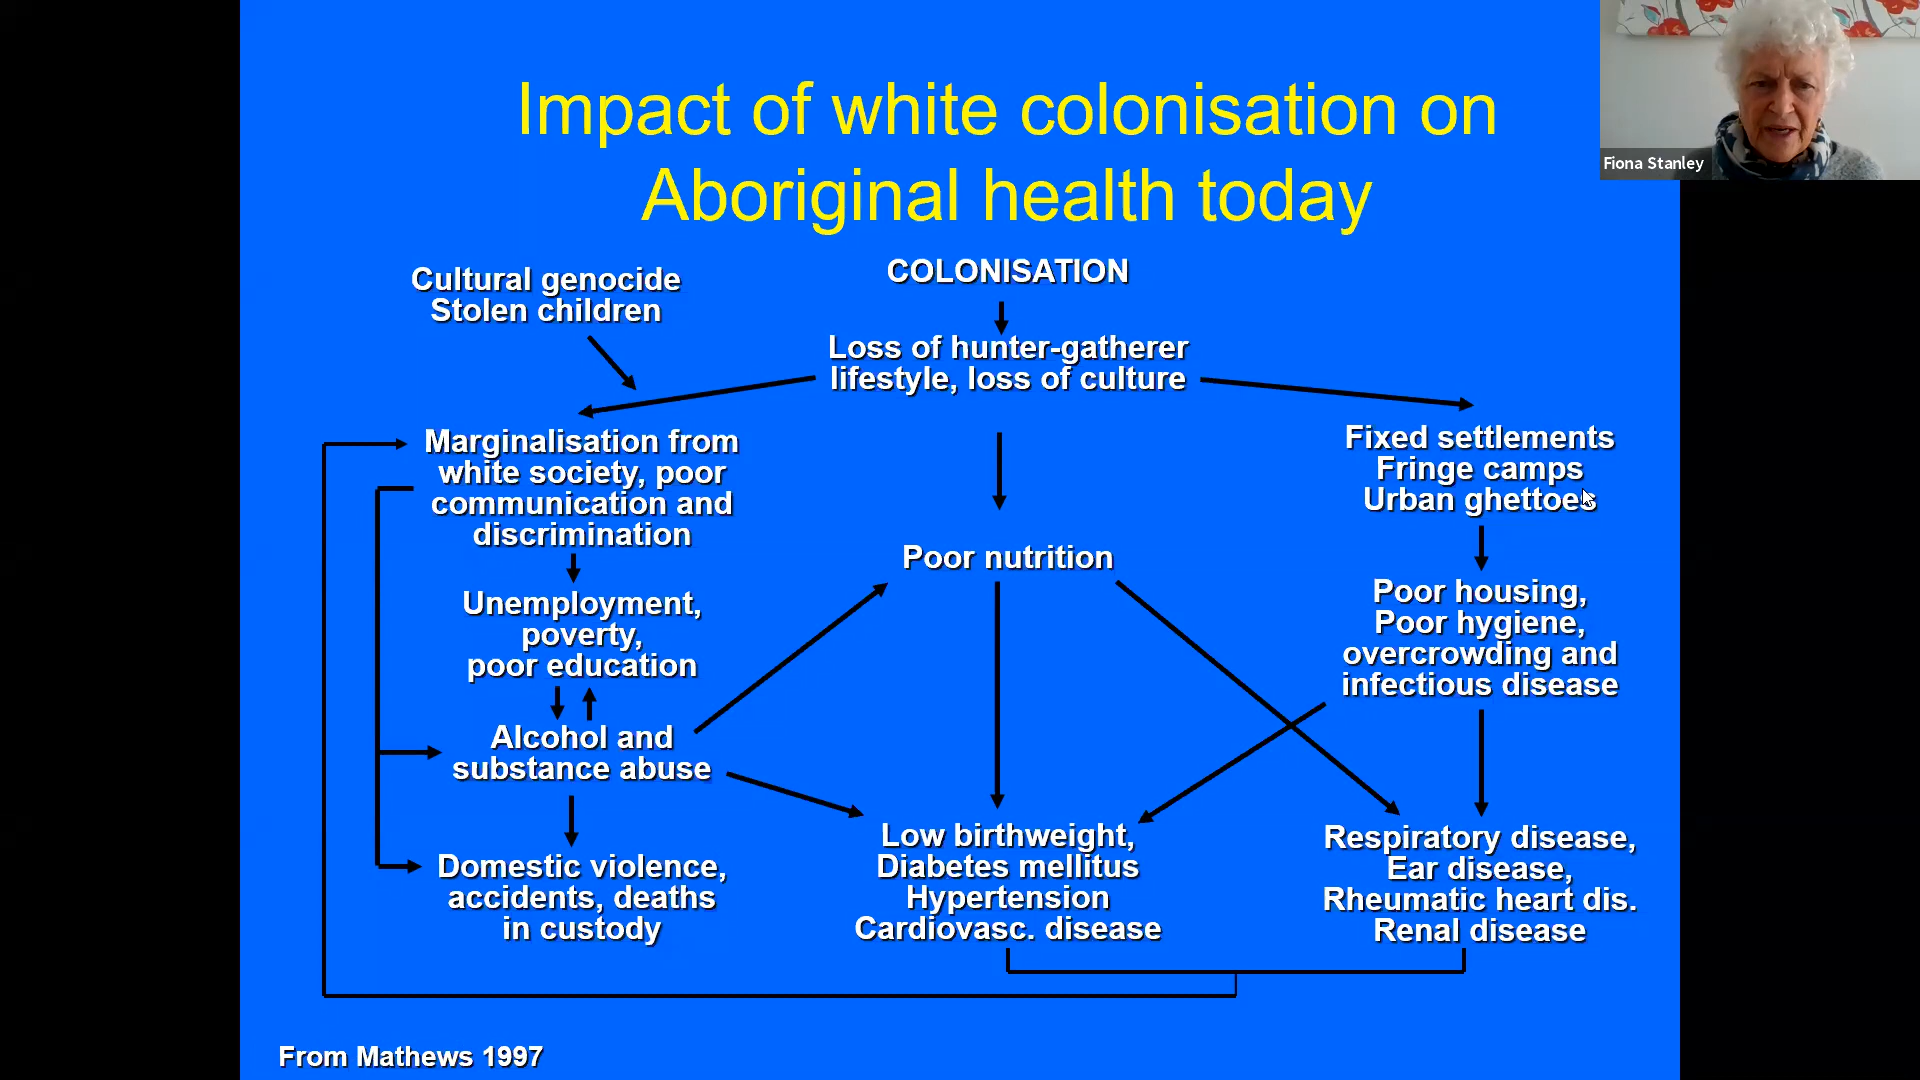 Impact of white colonisation on
Aboriginal health today
Fiona Stanley
Cultural genocide
Stolen children
COLONISATION
Loss of hunter-gatherer
lifestyle, loss of culture
Marginalisation from
white society, poor
communication and
discrimination
Fixed settlements
Fringe camps
Urban ghettoes
Poor nutrition
Unemployment,
poverty,
poor education
Poor housing,
Poor hygiene,
overcrowding and
infectious disease
Alcohol and
substance abuse
Domestic violence,
accidents, deaths
in custody
Low birthweight,
Diabetes mellitus
Hypertension
Cardiovasc. disease
Respiratory disease,
Ear disease,
Rheumatic heart dis.
Renal disease
From Mathews 1997